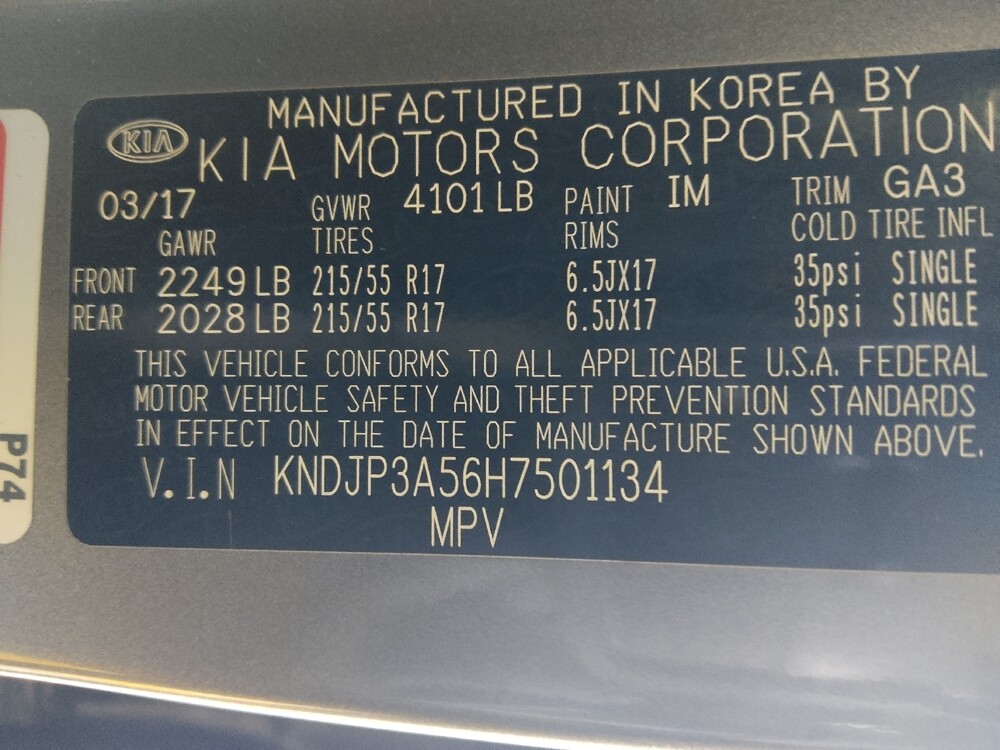 MANUFACTURED IN KOREA BY
KIA KIA MOTORS CORPORATION
03/17 GVWR 4101 LB PAINT IM TRIM GA3
GAWR TIRES RIMS COLD TIRE INFL
FRONT 2249 LB 215/55 R17 6.5JX17 35psi SINGLE
REAR 2028 LB 215/55 R17 6.5JX17 35psi SINGLE
THIS VEHICLE CONFORMS TO ALL APPLICABLE U.S.A. FEDERAL
MOTOR VEHICLE SAFETY AND THEFT PREVENTION STANDARDS
IN EFFECT ON THE DATE OF MANUFACTURE SHOWN ABOVE.
V.I.N KNDJP3A56H7501134
MPV
P74